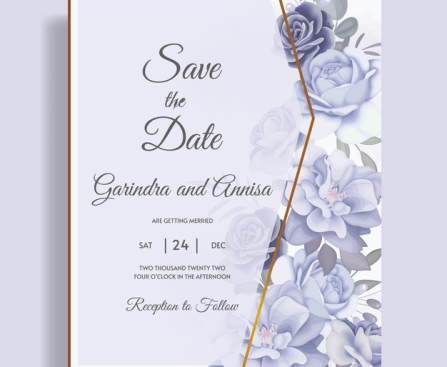 Save
the
Date
Garindra and Annisa
ARE GETTING MERRIED
SAT | 24 | DEC
TWO THOUSAND TWENTY TWO
FOUR O'CLOCK IN THE AFTERNOON
Reception to Follow